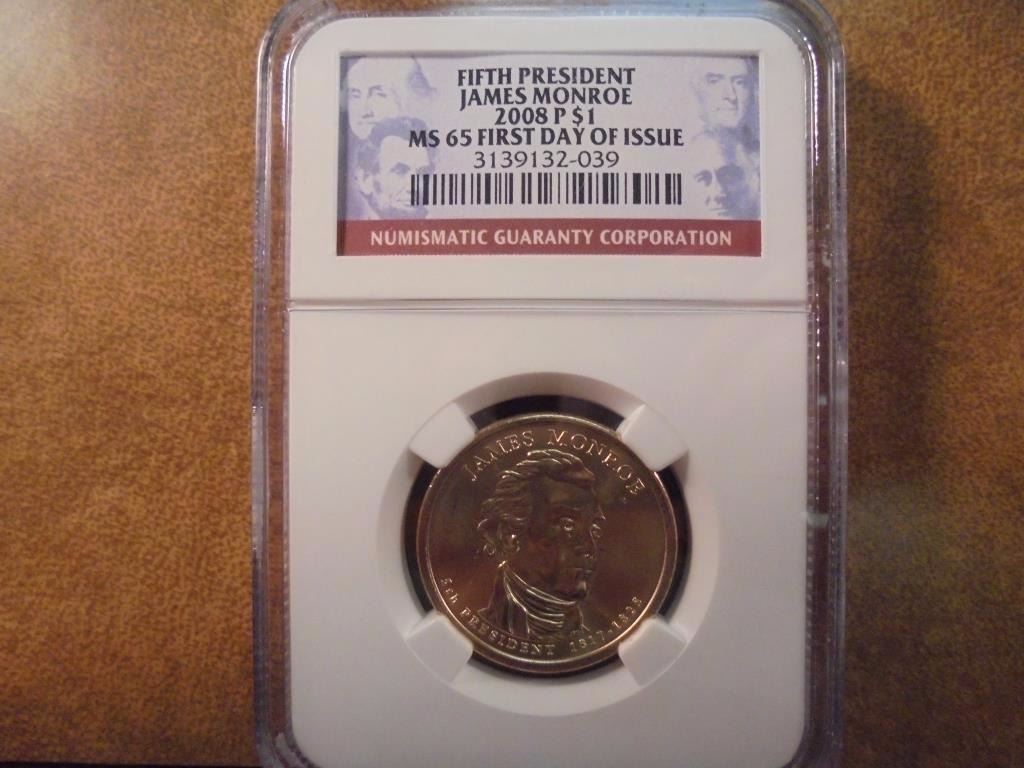 FIFTH PRESIDENT
JAMES MONROE
2008 P $1
MS 65 FIRST DAY OF ISSUE
3139132-039
NUMISMATIC GUARANTY CORPORATION
JAMES MONROE
5th PRESIDENT 1817-1825